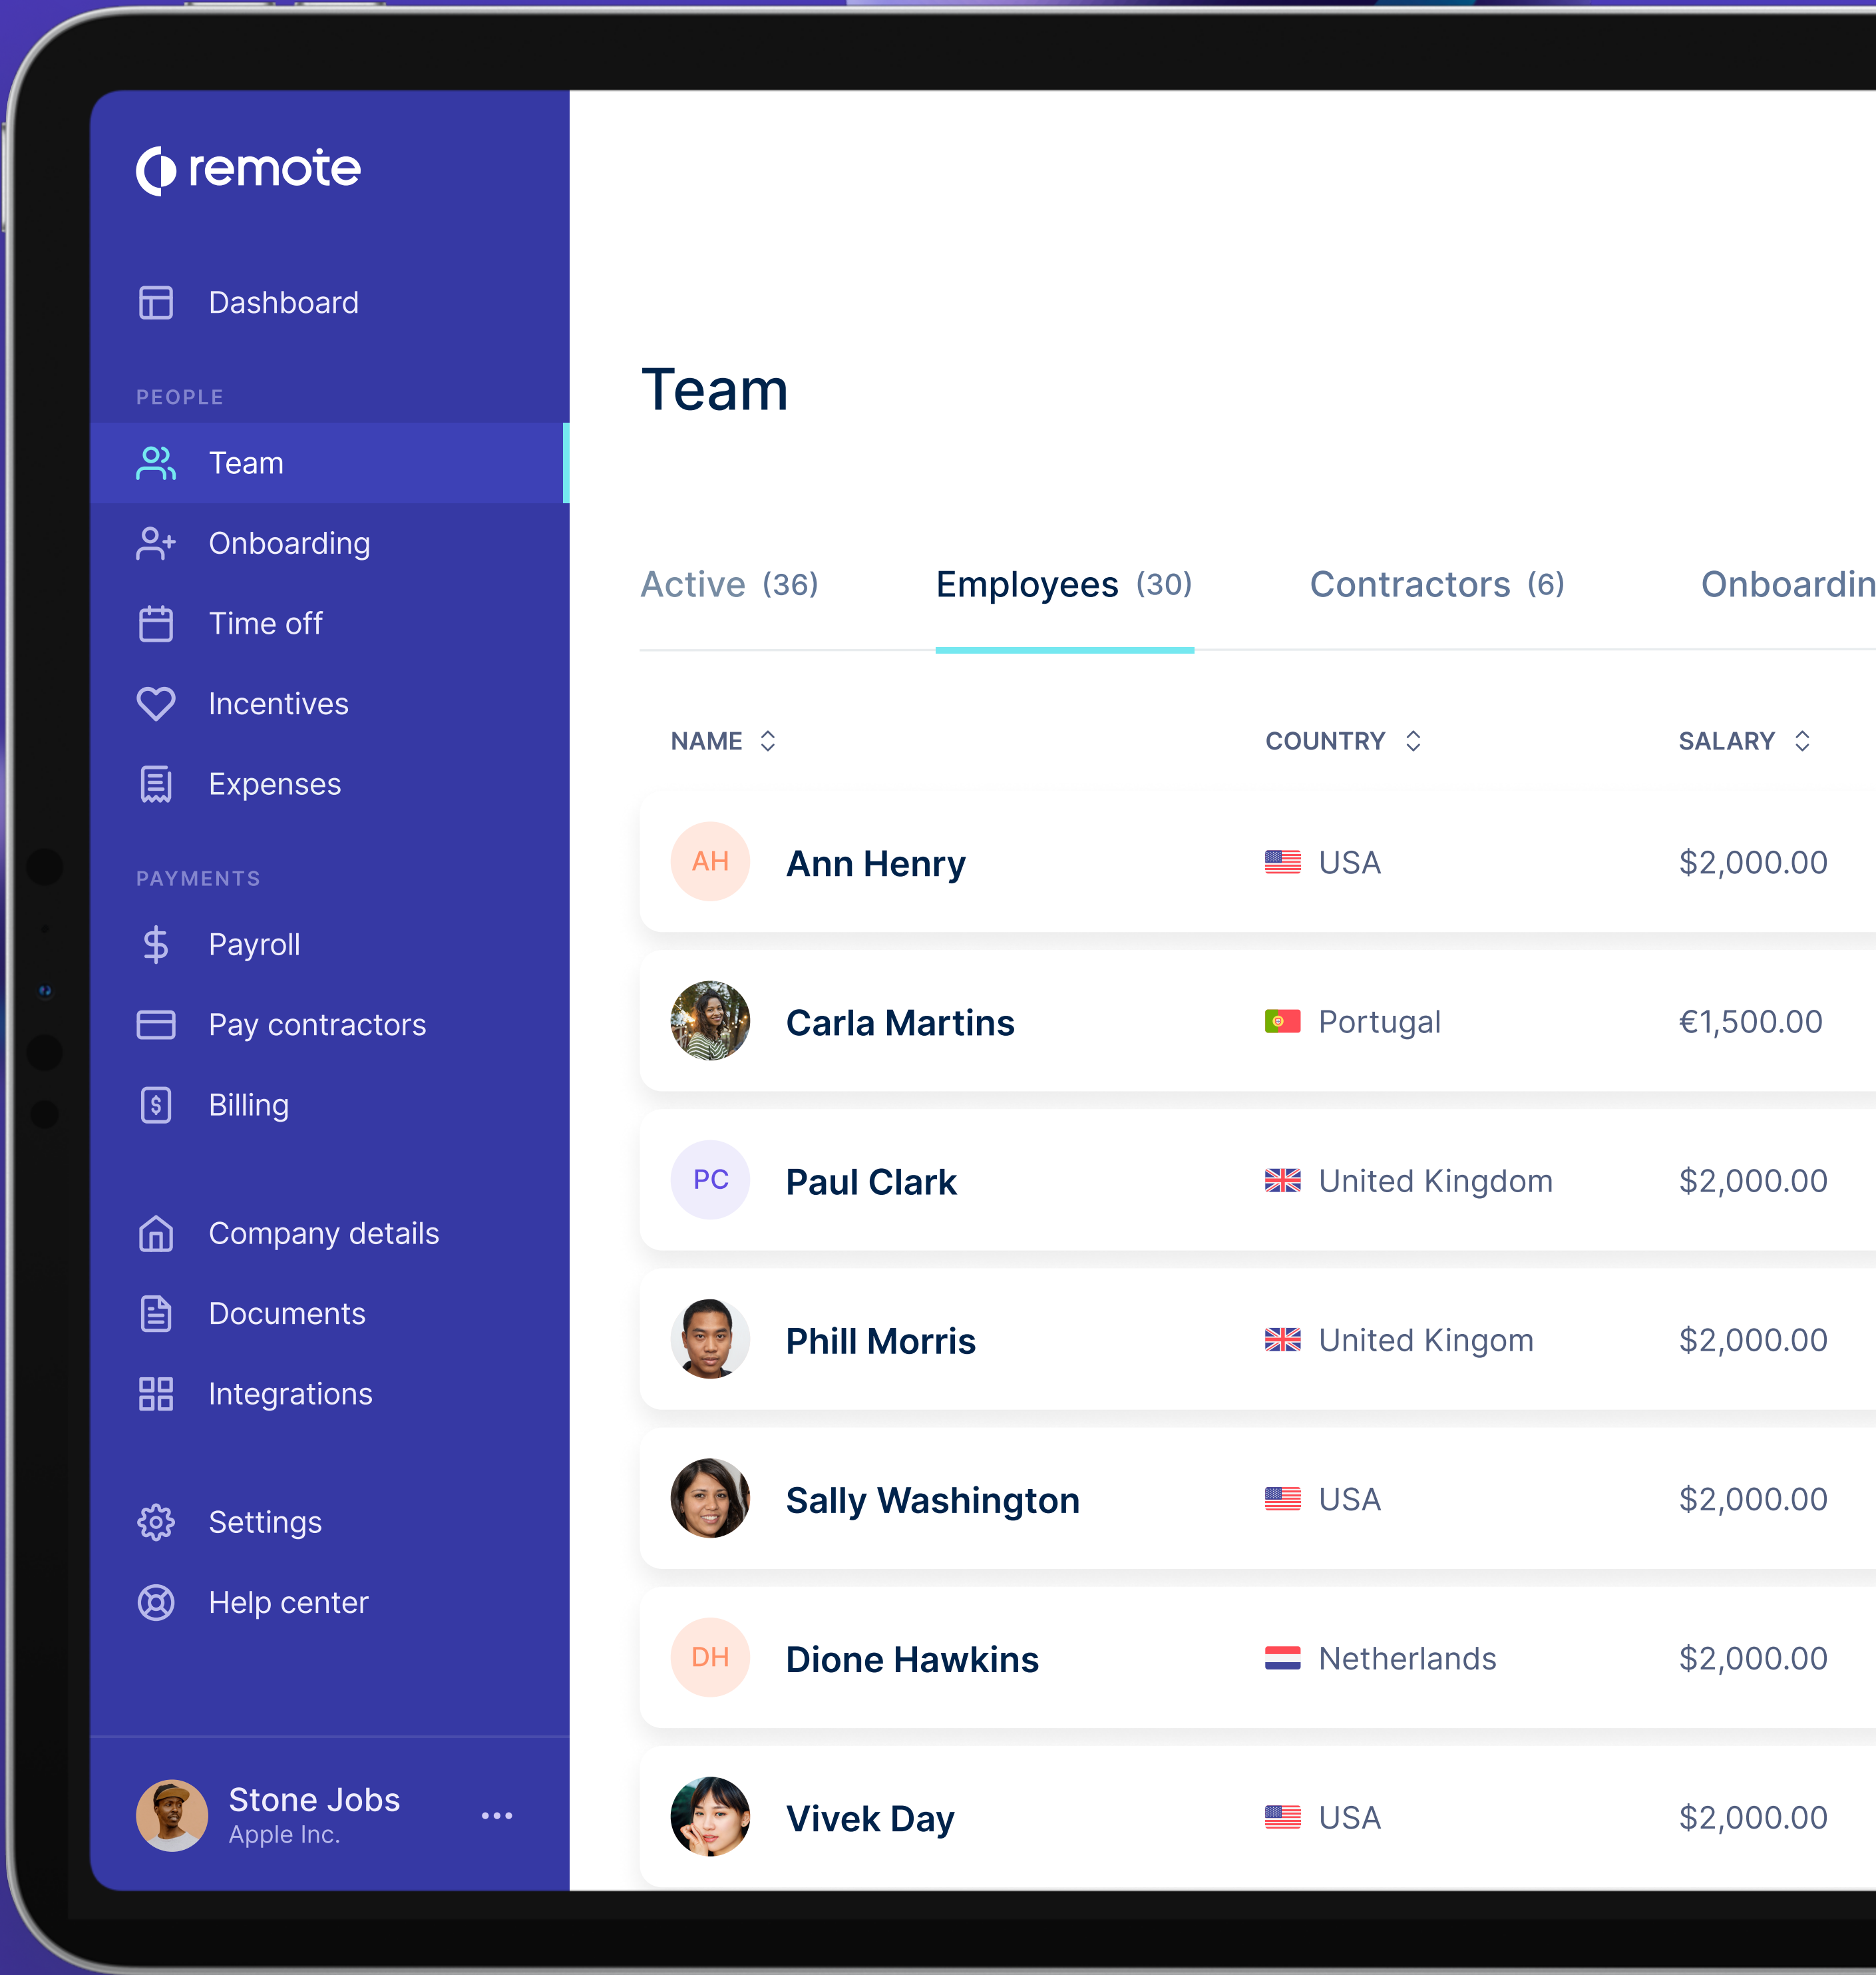 remote
Dashboard
PEOPLE
Team
Onboarding
Time off
Incentives
Expenses
PAYMENTS
Payroll
Pay contractors
Billing
Company details
Documents
Integrations
Settings
Help center
Stone Jobs
Apple Inc.
Team
Active (36) Employees (30) Contractors (6) Onboardin
NAME COUNTRY SALARY
AH Ann Henry USA $2,000.00
Carla Martins Portugal €1,500.00
PC Paul Clark United Kingdom $2,000.00
Phill Morris United Kingom $2,000.00
Sally Washington USA $2,000.00
DH Dione Hawkins Netherlands $2,000.00
Vivek Day USA $2,000.00